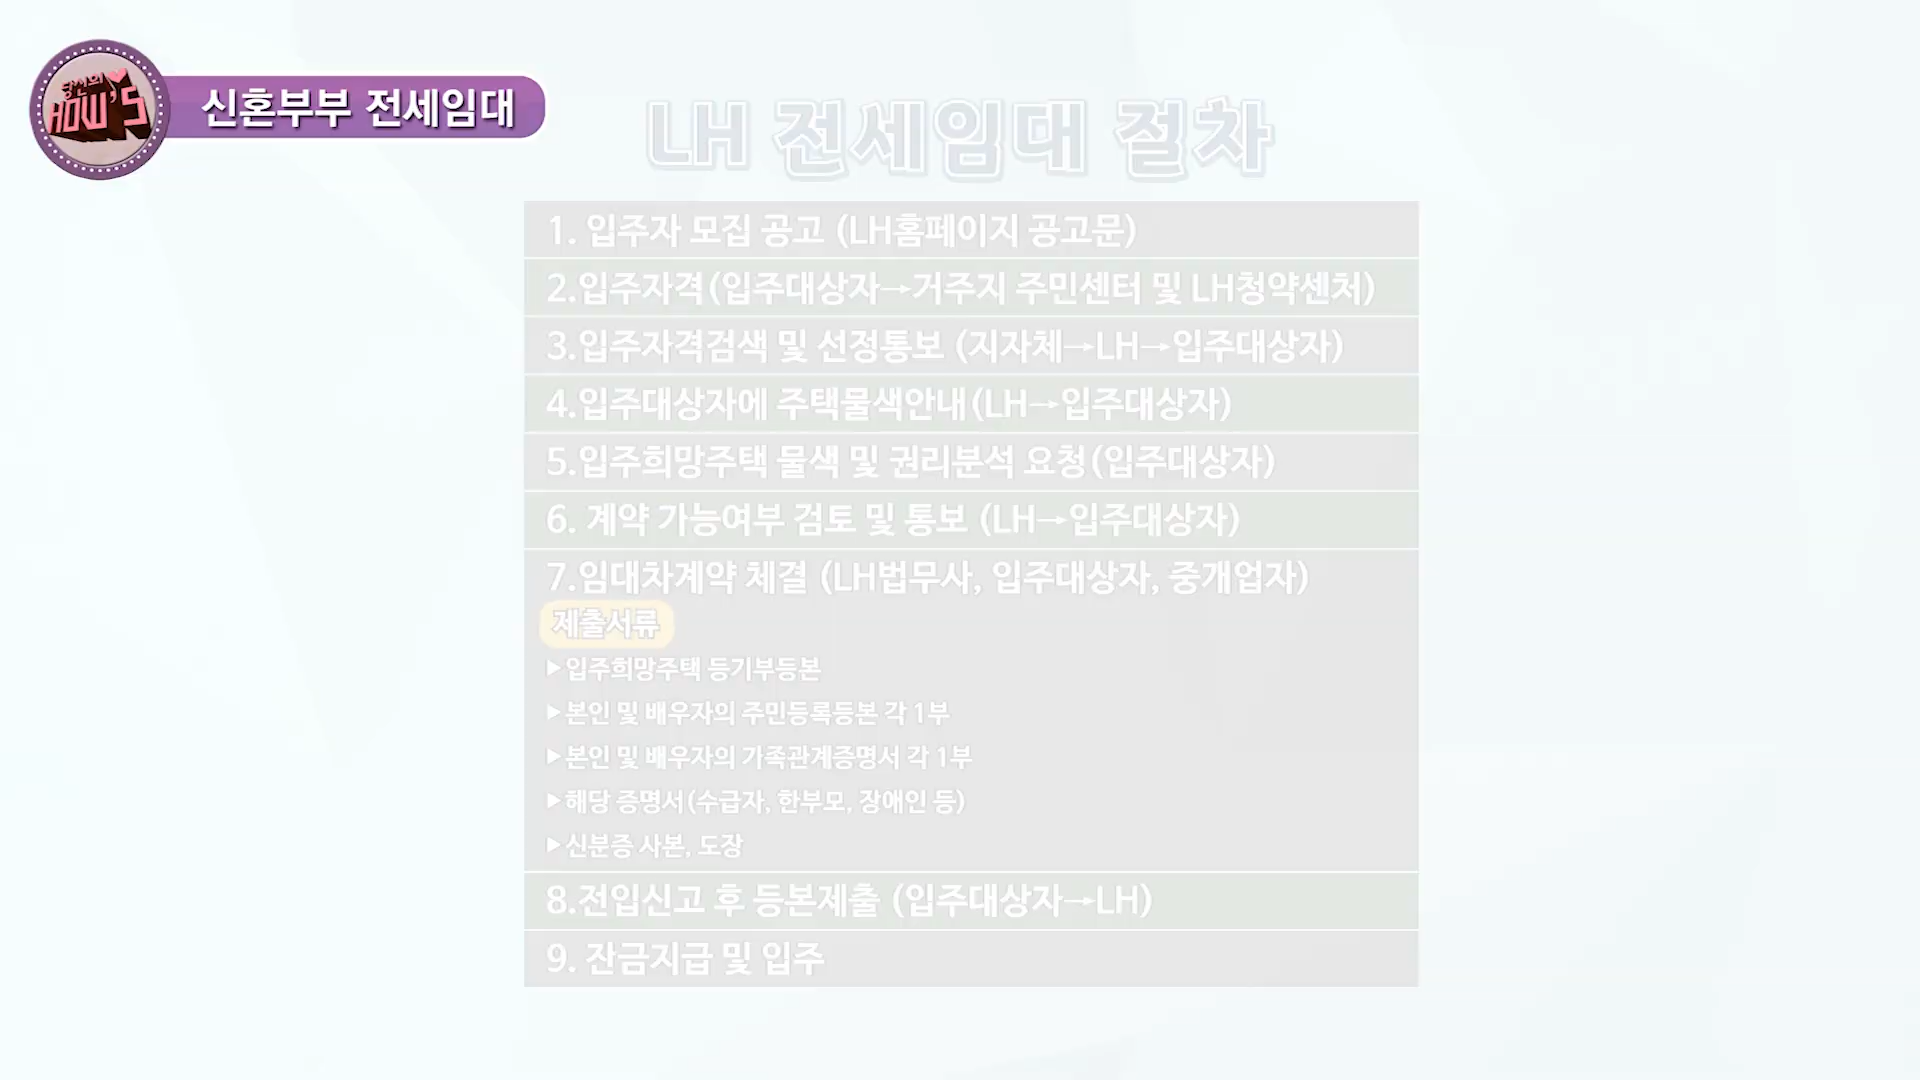 당신의
HOW'S
신혼부부 전세임대
LH 전세임대 절차
1. 입주자 모집 공고 (LH홈페이지 공고문)
2.입주자격(입주대상자→거주지 주민센터 및 LH청약센처)
3.입주자격검색 및 선정통보 (지자체→LH→입주대상자)
4.입주대상자에 주택물색안내(LH→입주대상자)
5.입주희망주택 물색 및 권리분석 요청(입주대상자)
6. 계약 가능여부 검토 및 통보 (LH→입주대상자)
7.임대차계약 체결 (LH법무사, 입주대상자, 중개업자)
제출서류
▶입주희망주택 등기부등본
▶본인 및 배우자의 주민등록등본 각 1부
▶본인 및 배우자의 가족관계증명서 각 1부
▶해당 증명서(수급자, 한부모, 장애인 등)
▶신분증 사본, 도장
8.전입신고 후 등본제출 (입주대상자→LH)
9. 잔금지급 및 입주